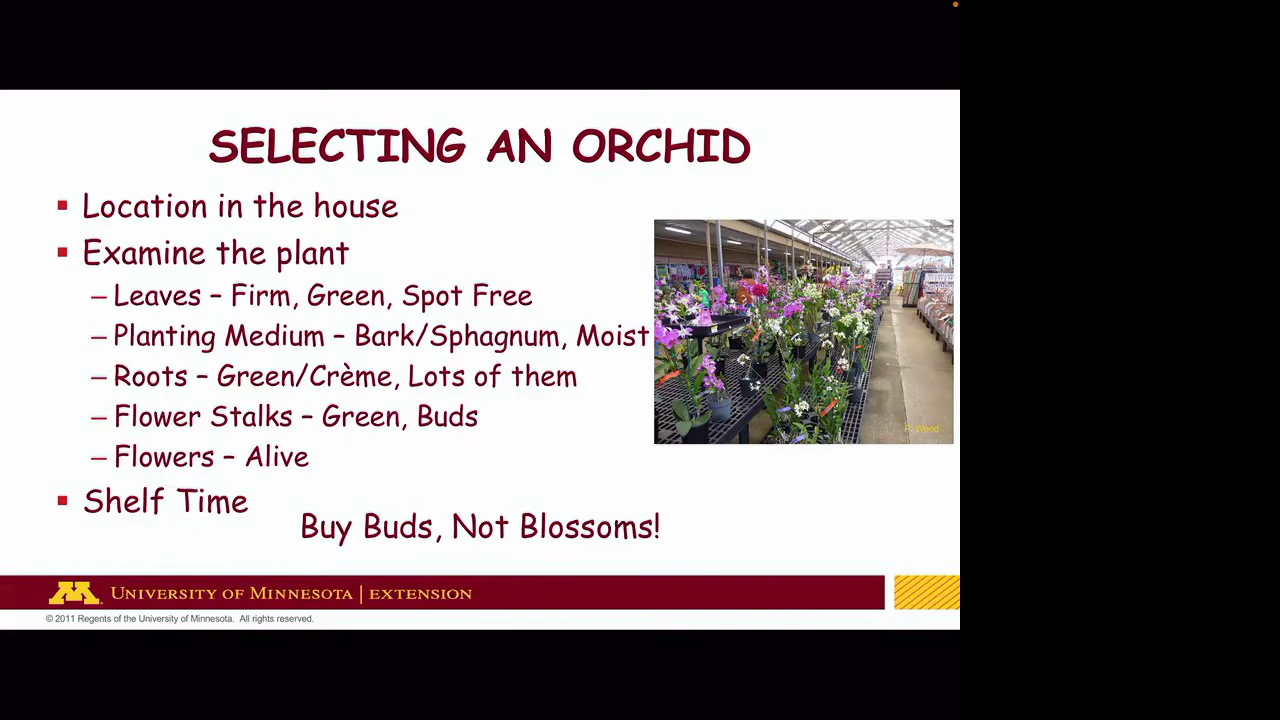 SELECTING AN ORCHID
Location in the house
Examine the plant
– Leaves – Firm, Green, Spot Free
– Planting Medium – Bark/Sphagnum, Moist
– Roots – Green/Crème, Lots of them
– Flower Stalks – Green, Buds
– Flowers – Alive
Shelf Time
Buy Buds, Not Blossoms!
UNIVERSITY OF MINNESOTA | EXTENSION
© 2011 Regents of the University of Minnesota. All rights reserved.